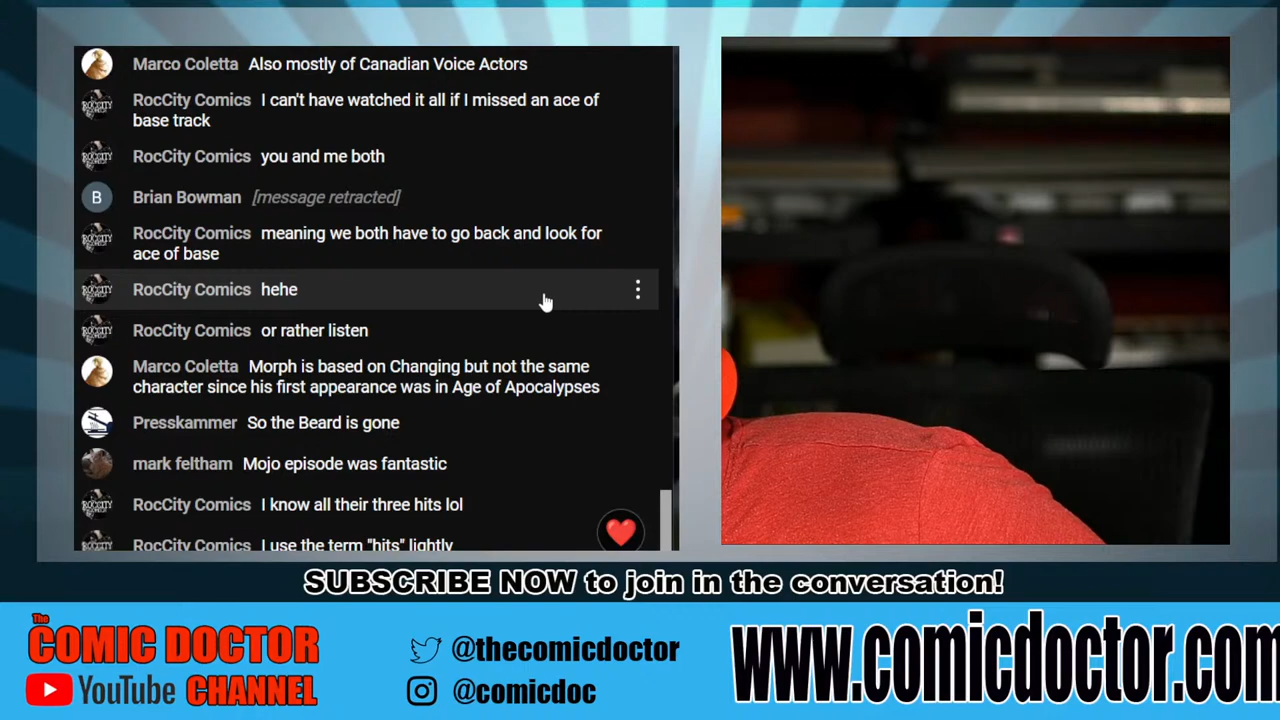 Marco Coletta Also mostly of Canadian Voice Actors
RocCity Comics I can't have watched it all if I missed an ace of
base track
RocCity Comics you and me both
B Brian Bowman [message retracted]
RocCity Comics meaning we both have to go back and look for
ace of base
RocCity Comics hehe
RocCity Comics or rather listen
Marco Coletta Morph is based on Changing but not the same
character since his first appearance was in Age of Apocalypses
Presskammer So the Beard is gone
mark feltham Mojo episode was fantastic
RocCity Comics I know all their three hits lol
RocCity Comics I use the term "hits" lightly
SUBSCRIBE NOW to join in the conversation!
The
COMIC DOCTOR
YouTube CHANNEL
@thecomicdoctor
@comicdoc
www.comicdoctor.com